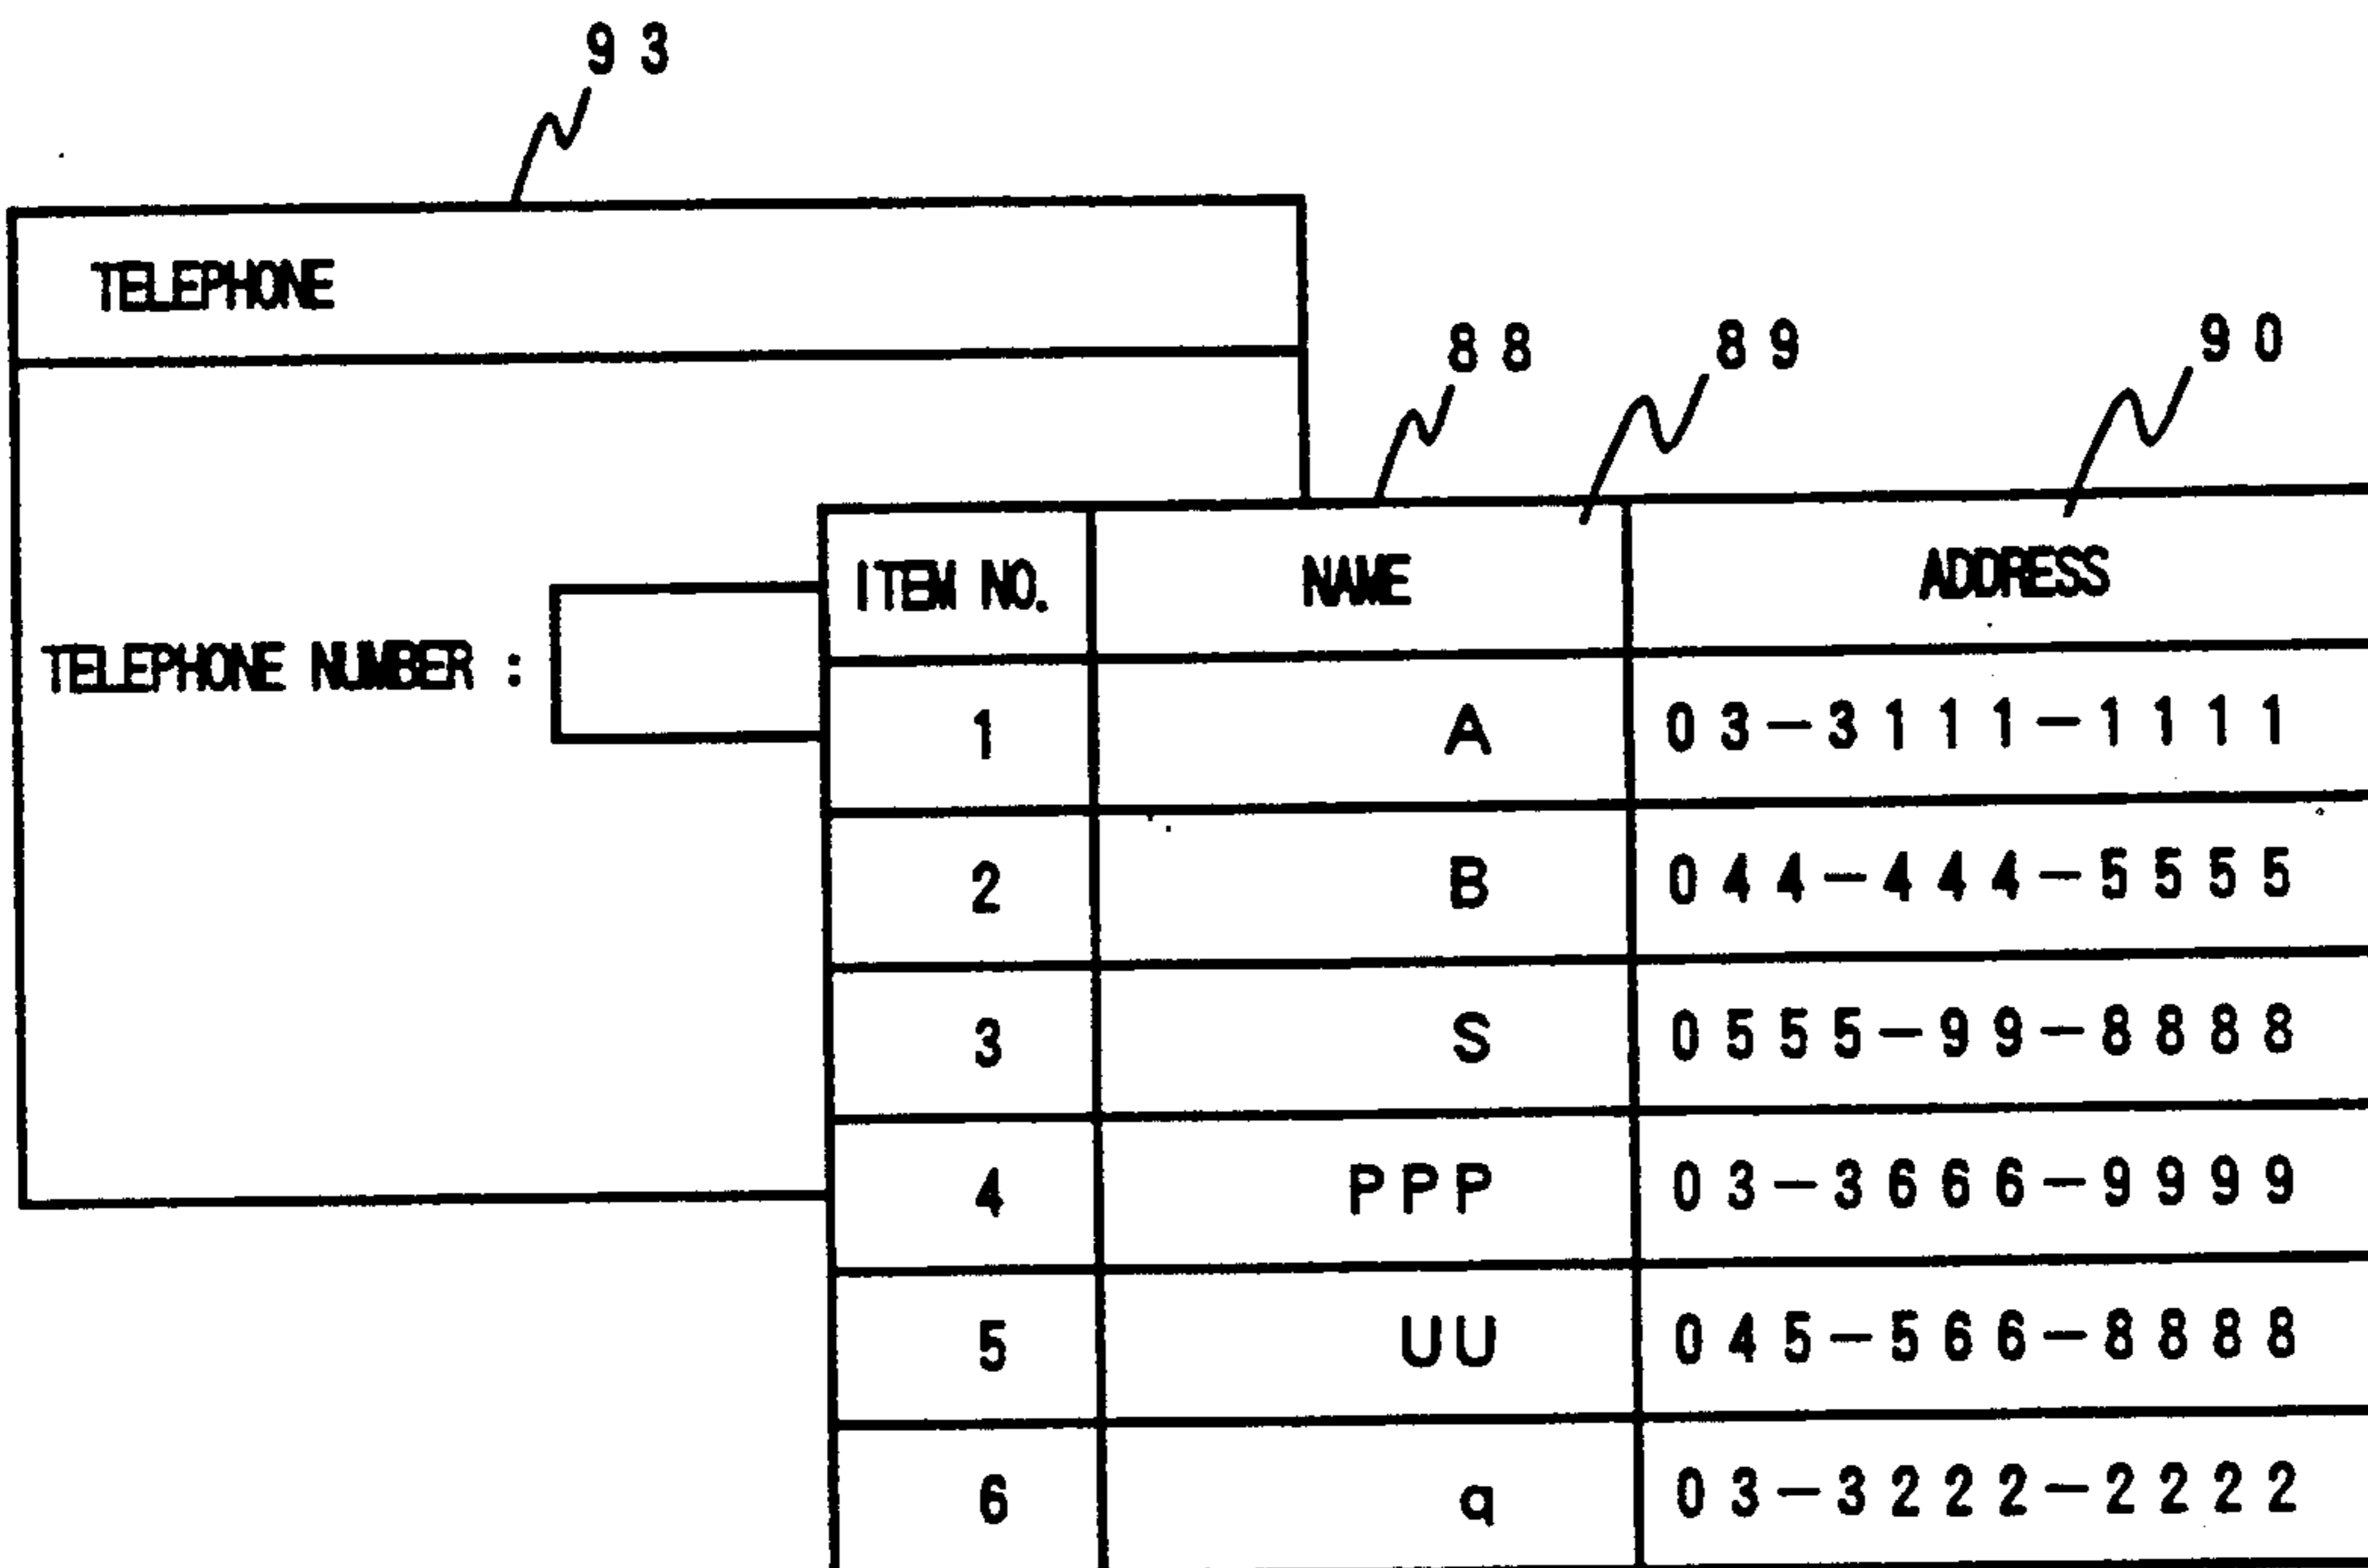 93
TELEPHONE
88 89 90
ITEM NO. NAME ADDRESS
TELEPHONE NUMBER :
1 A 03-3111-1111
2 B 044-444-5555
3 S 0555-99-8888
4 PPP 03-3666-9999
5 UU 045-566-8888
6 q 03-3222-2222